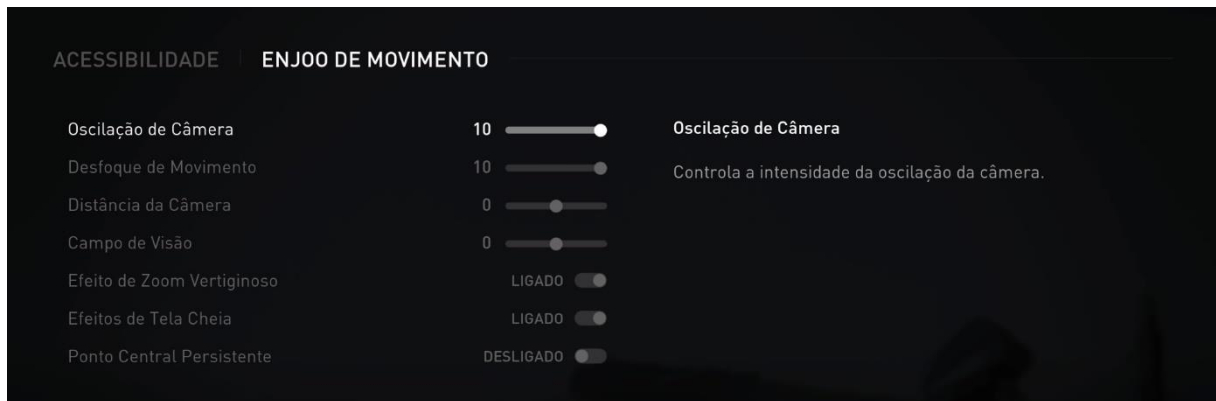 ACESSIBILIDADE | ENJOO DE MOVIMENTO
Oscilação de Câmera 10
Desfoque de Movimento 10
Distância da Câmera 0
Campo de Visão 0
Efeito de Zoom Vertiginoso LIGADO
Efeitos de Tela Cheia LIGADO
Ponto Central Persistente DESLIGADO
Oscilação de Câmera
Controla a intensidade da oscilação da câmera.